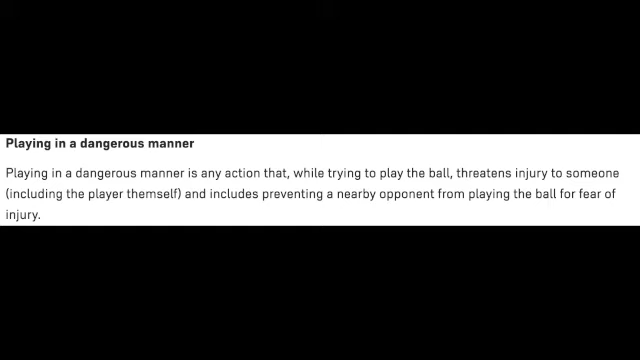 Playing in a dangerous manner
Playing in a dangerous manner is any action that, while trying to play the ball, threatens injury to someone
(including the player themself) and includes preventing a nearby opponent from playing the ball for fear of
injury.